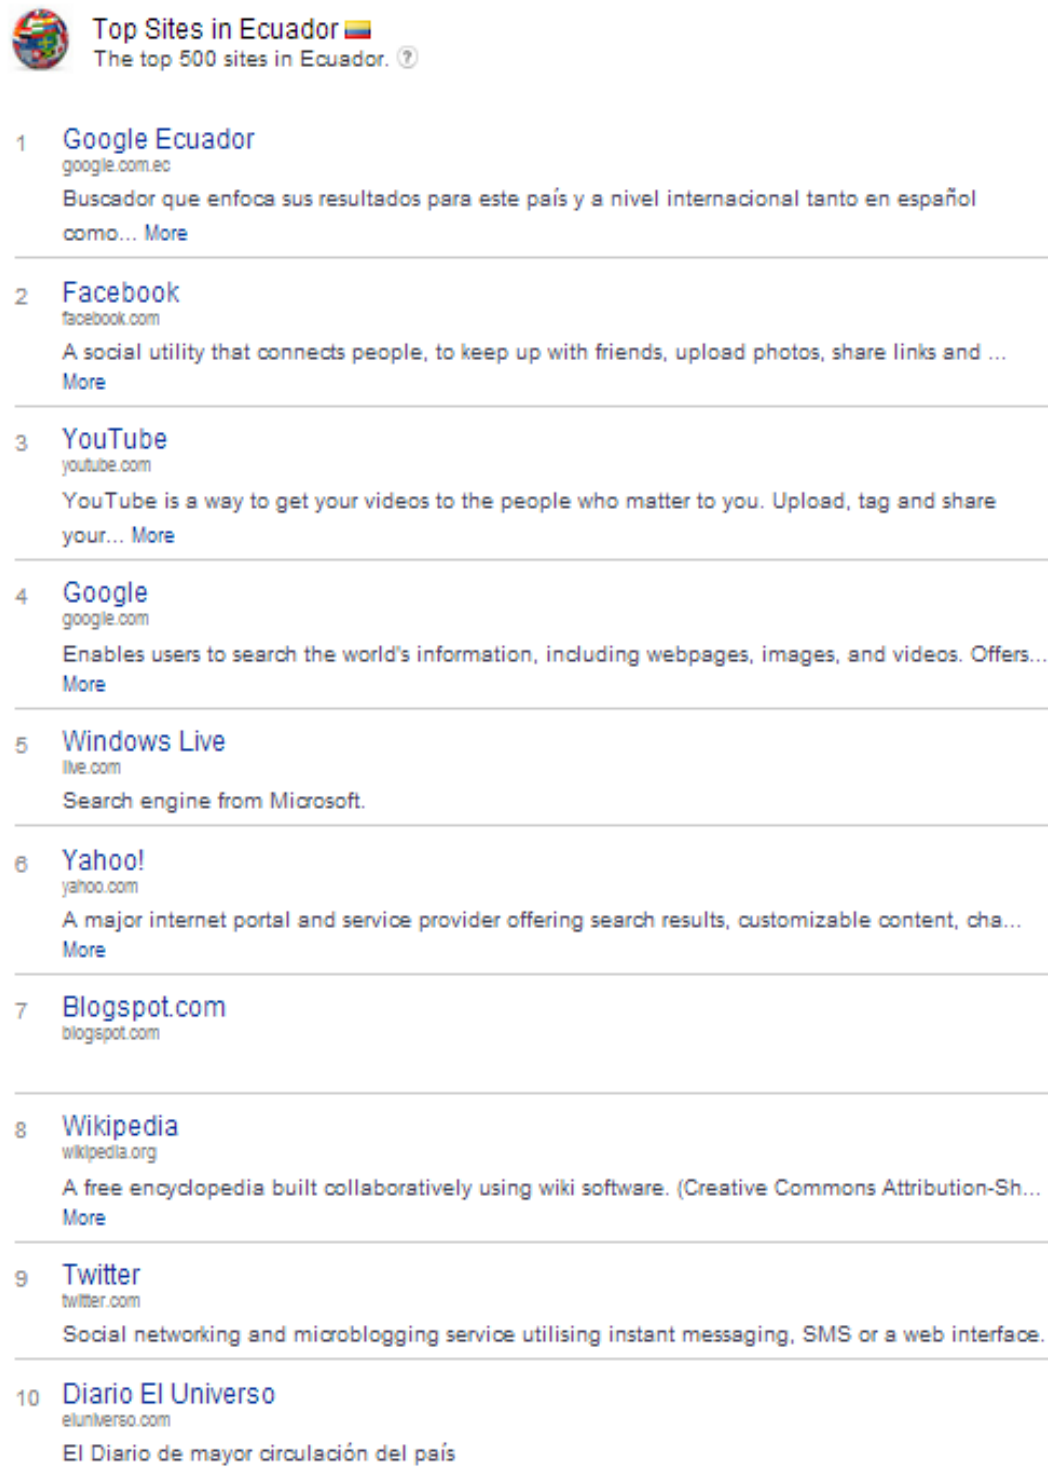 Top Sites in Ecuador
The top 500 sites in Ecuador. ?
1 Google Ecuador
google.com.ec
Buscador que enfoca sus resultados para este país y a nivel internacional tanto en español
como... More
2 Facebook
facebook.com
A social utility that connects people, to keep up with friends, upload photos, share links and ...
More
3 YouTube
youtube.com
YouTube is a way to get your videos to the people who matter to you. Upload, tag and share
your... More
4 Google
google.com
Enables users to search the world's information, including webpages, images, and videos. Offers...
More
5 Windows Live
live.com
Search engine from Microsoft.
6 Yahoo!
yahoo.com
A major internet portal and service provider offering search results, customizable content, cha...
More
7 Blogspot.com
blogspot.com
8 Wikipedia
wikipedia.org
A free encyclopedia built collaboratively using wiki software. (Creative Commons Attribution-Sh...
More
9 Twitter
twitter.com
Social networking and microblogging service utilising instant messaging, SMS or a web interface.
10 Diario El Universo
eluniverso.com
El Diario de mayor circulación del país